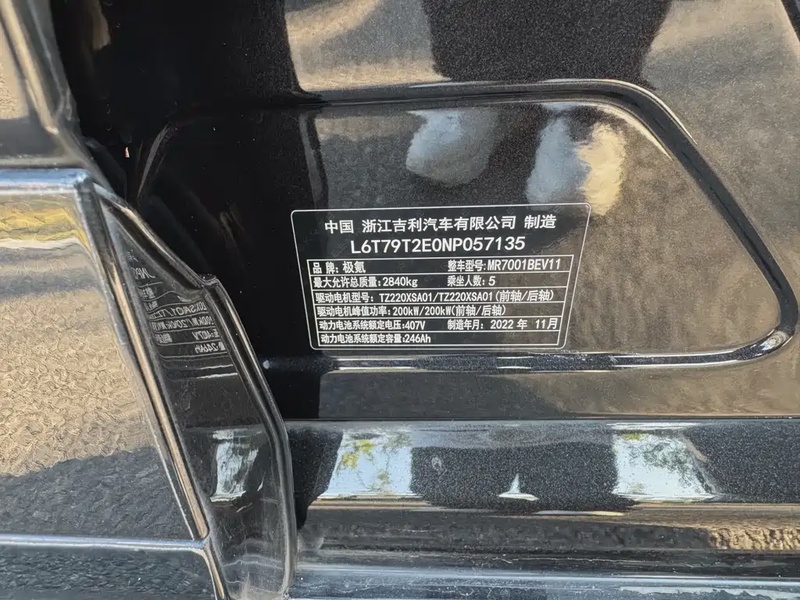 中国 浙江吉利汽车有限公司 制造
L6T79T2E0NP057135
品牌:极氪 整车型号:MR7001BEV11
最大允许总质量:2840kg 乘坐人数:5
驱动电机型号:TZ220XSA01/TZ220XSA01(前轴/后轴)
驱动电机峰值功率:200kW/200kW(前轴/后轴)
动力电池系统额定电压:407V 制造年月:2022 年 11月
动力电池系统额定容量:246Ah